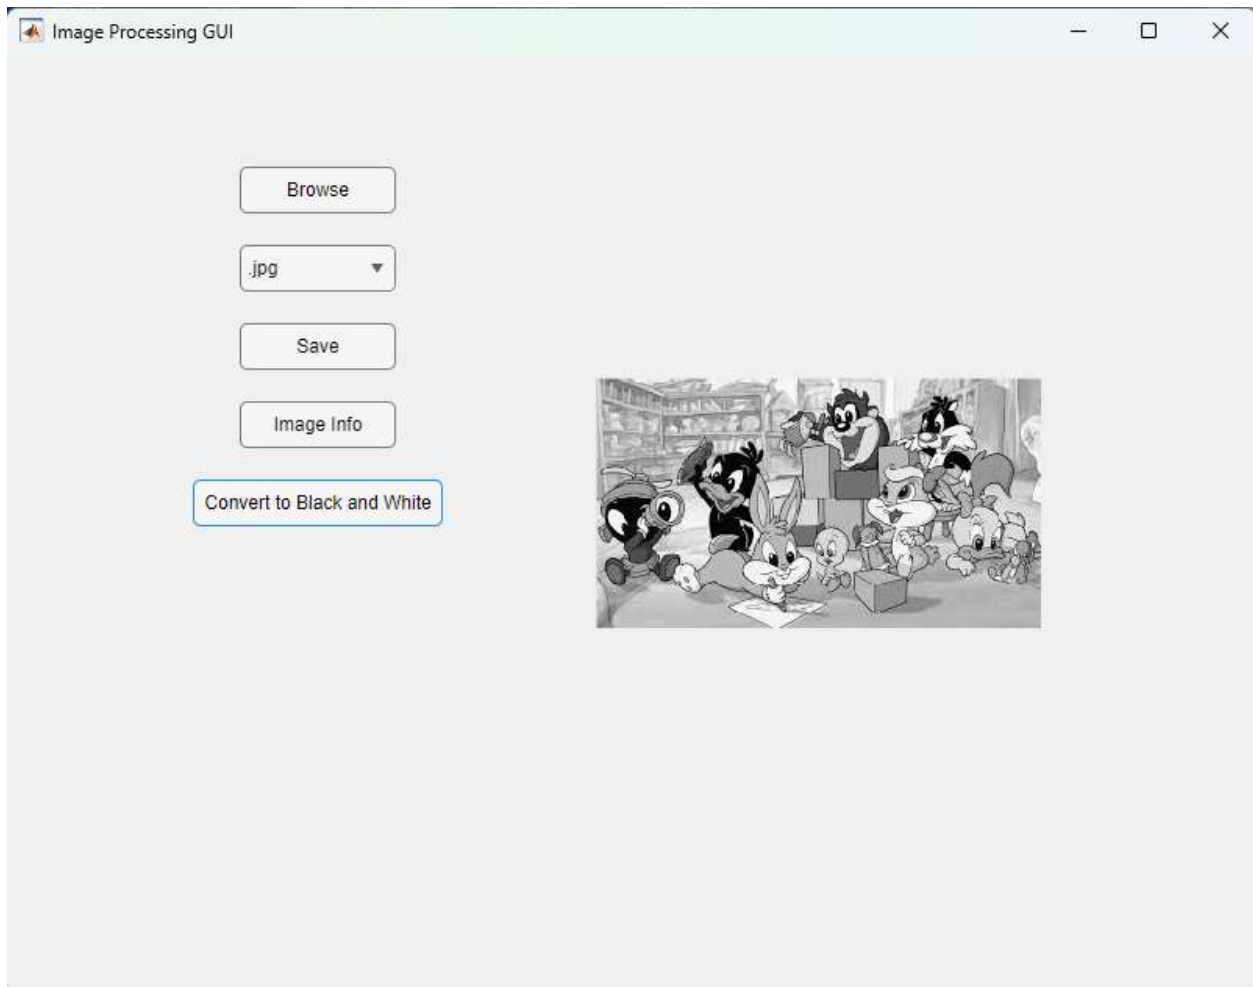 Image Processing GUI
Browse
.jpg
Save
Image Info
Convert to Black and White